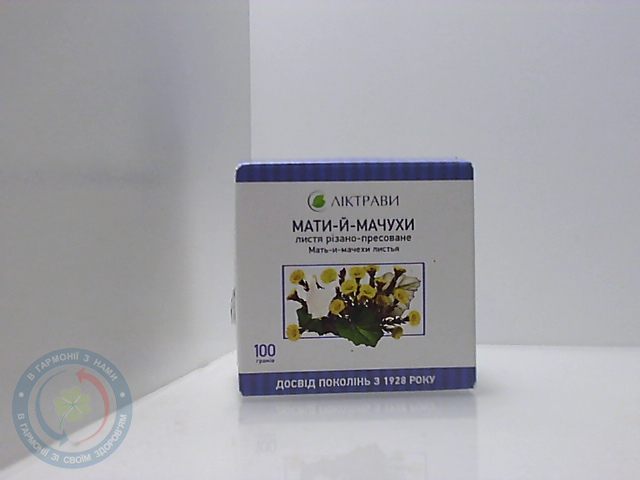 ЛІКТРАВИ
МАТИ-Й-МАЧУХИ
листя різано-пресоване
Мать-и-мачехи листья
100
грамів
ДОСВІД ПОКОЛІНЬ З 1928 РОКУ
В ГАРМОНІЇ З НАМИ
В ГАРМОНІЇ ЗІ СВОЇМ ЗДОРОВ'ЯМ